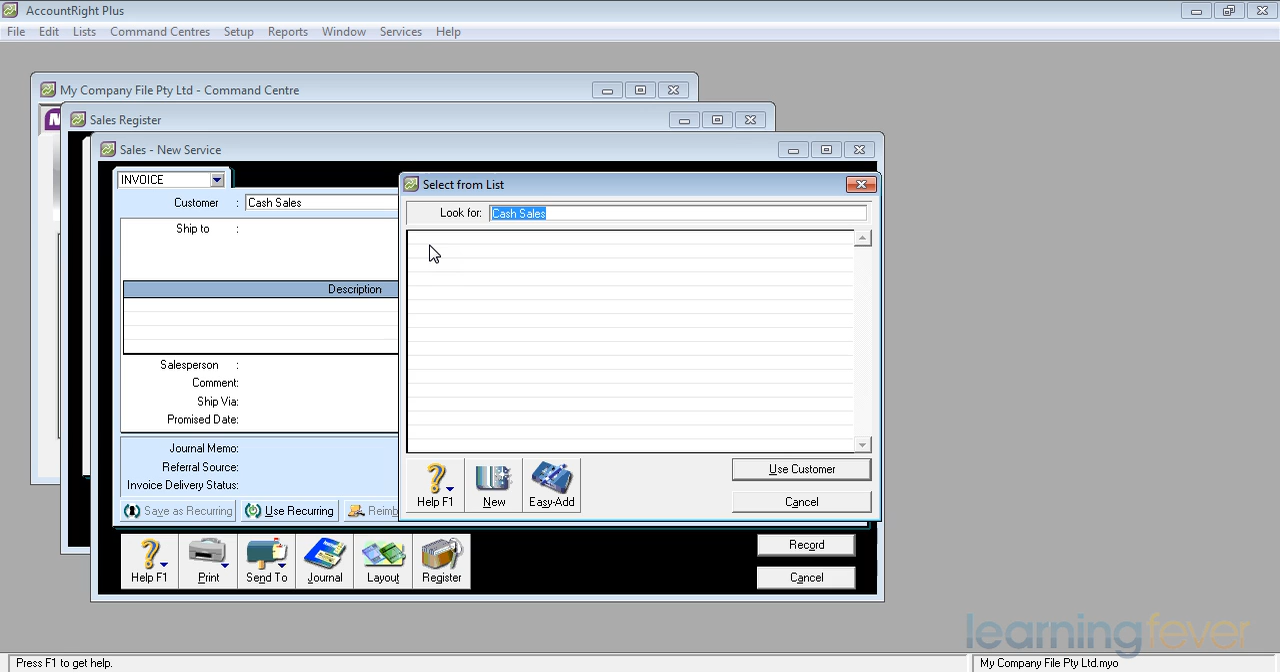 AccountRight Plus
File Edit Lists Command Centres Setup Reports Window Services Help
My Company File Pty Ltd - Command Centre
Sales Register
Sales - New Service
INVOICE
Customer : Cash Sales
Ship to :
Description
Salesperson :
Comment:
Ship Via:
Promised Date:
Journal Memo:
Referral Source:
Invoice Delivery Status:
Save as Recurring Use Recurring Reimb
Select from List
Look for: Cash Sales
Use Customer
Help F1 New Easy-Add Cancel
Record
Help F1 Print Send To Journal Layout Register Cancel
learningfever
Press F1 to get help. My Company File Pty Ltd.myo